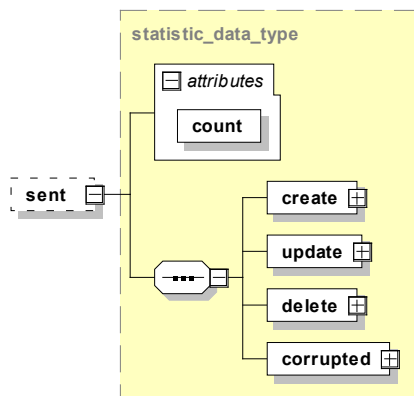 statistic_data_type
attributes
count
sent
create
update
delete
corrupted